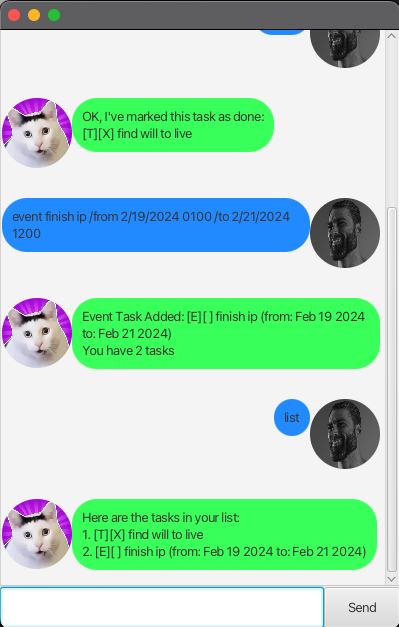 OK, I've marked this task as done:
[T][X] find will to live
event finish ip /from 2/19/2024 0100 /to 2/21/2024
1200
Event Task Added: [E][ ] finish ip (from: Feb 19 2024
to: Feb 21 2024)
You have 2 tasks
list
Here are the tasks in your list:
1. [T][X] find will to live
2. [E][ ] finish ip (from: Feb 19 2024 to: Feb 21 2024)
Send